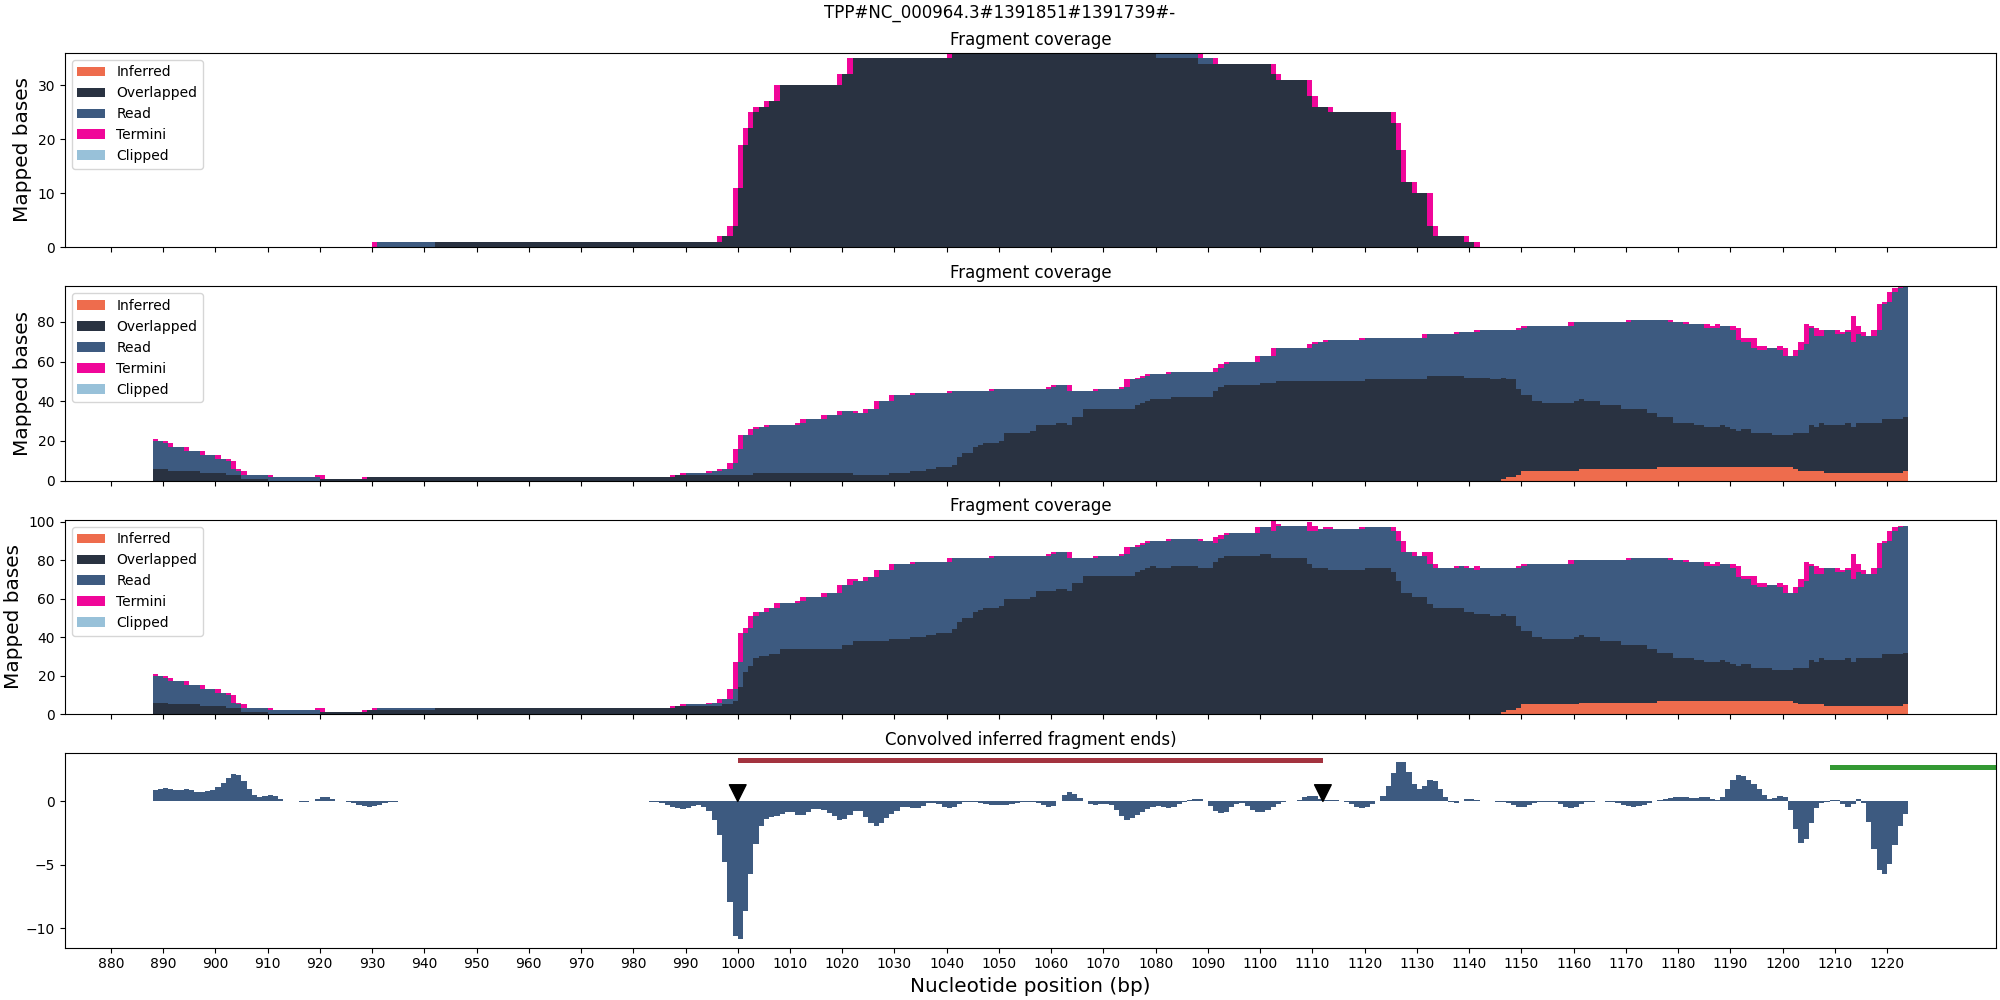 TPP#NC_000964.3#1391851#1391739#-
Fragment coverage
Mapped bases
30
20
10
0
Inferred
Overlapped
Read
Termini
Clipped
Fragment coverage
Mapped bases
80
60
40
20
0
Inferred
Overlapped
Read
Termini
Clipped
Fragment coverage
Mapped bases
100
80
60
40
20
0
Inferred
Overlapped
Read
Termini
Clipped
Convolved inferred fragment ends)
0
−5
−10
880 890 900 910 920 930 940 950 960 970 980 990 1000 1010 1020 1030 1040 1050 1060 1070 1080 1090 1100 1110 1120 1130 1140 1150 1160 1170 1180 1190 1200 1210 1220
Nucleotide position (bp)